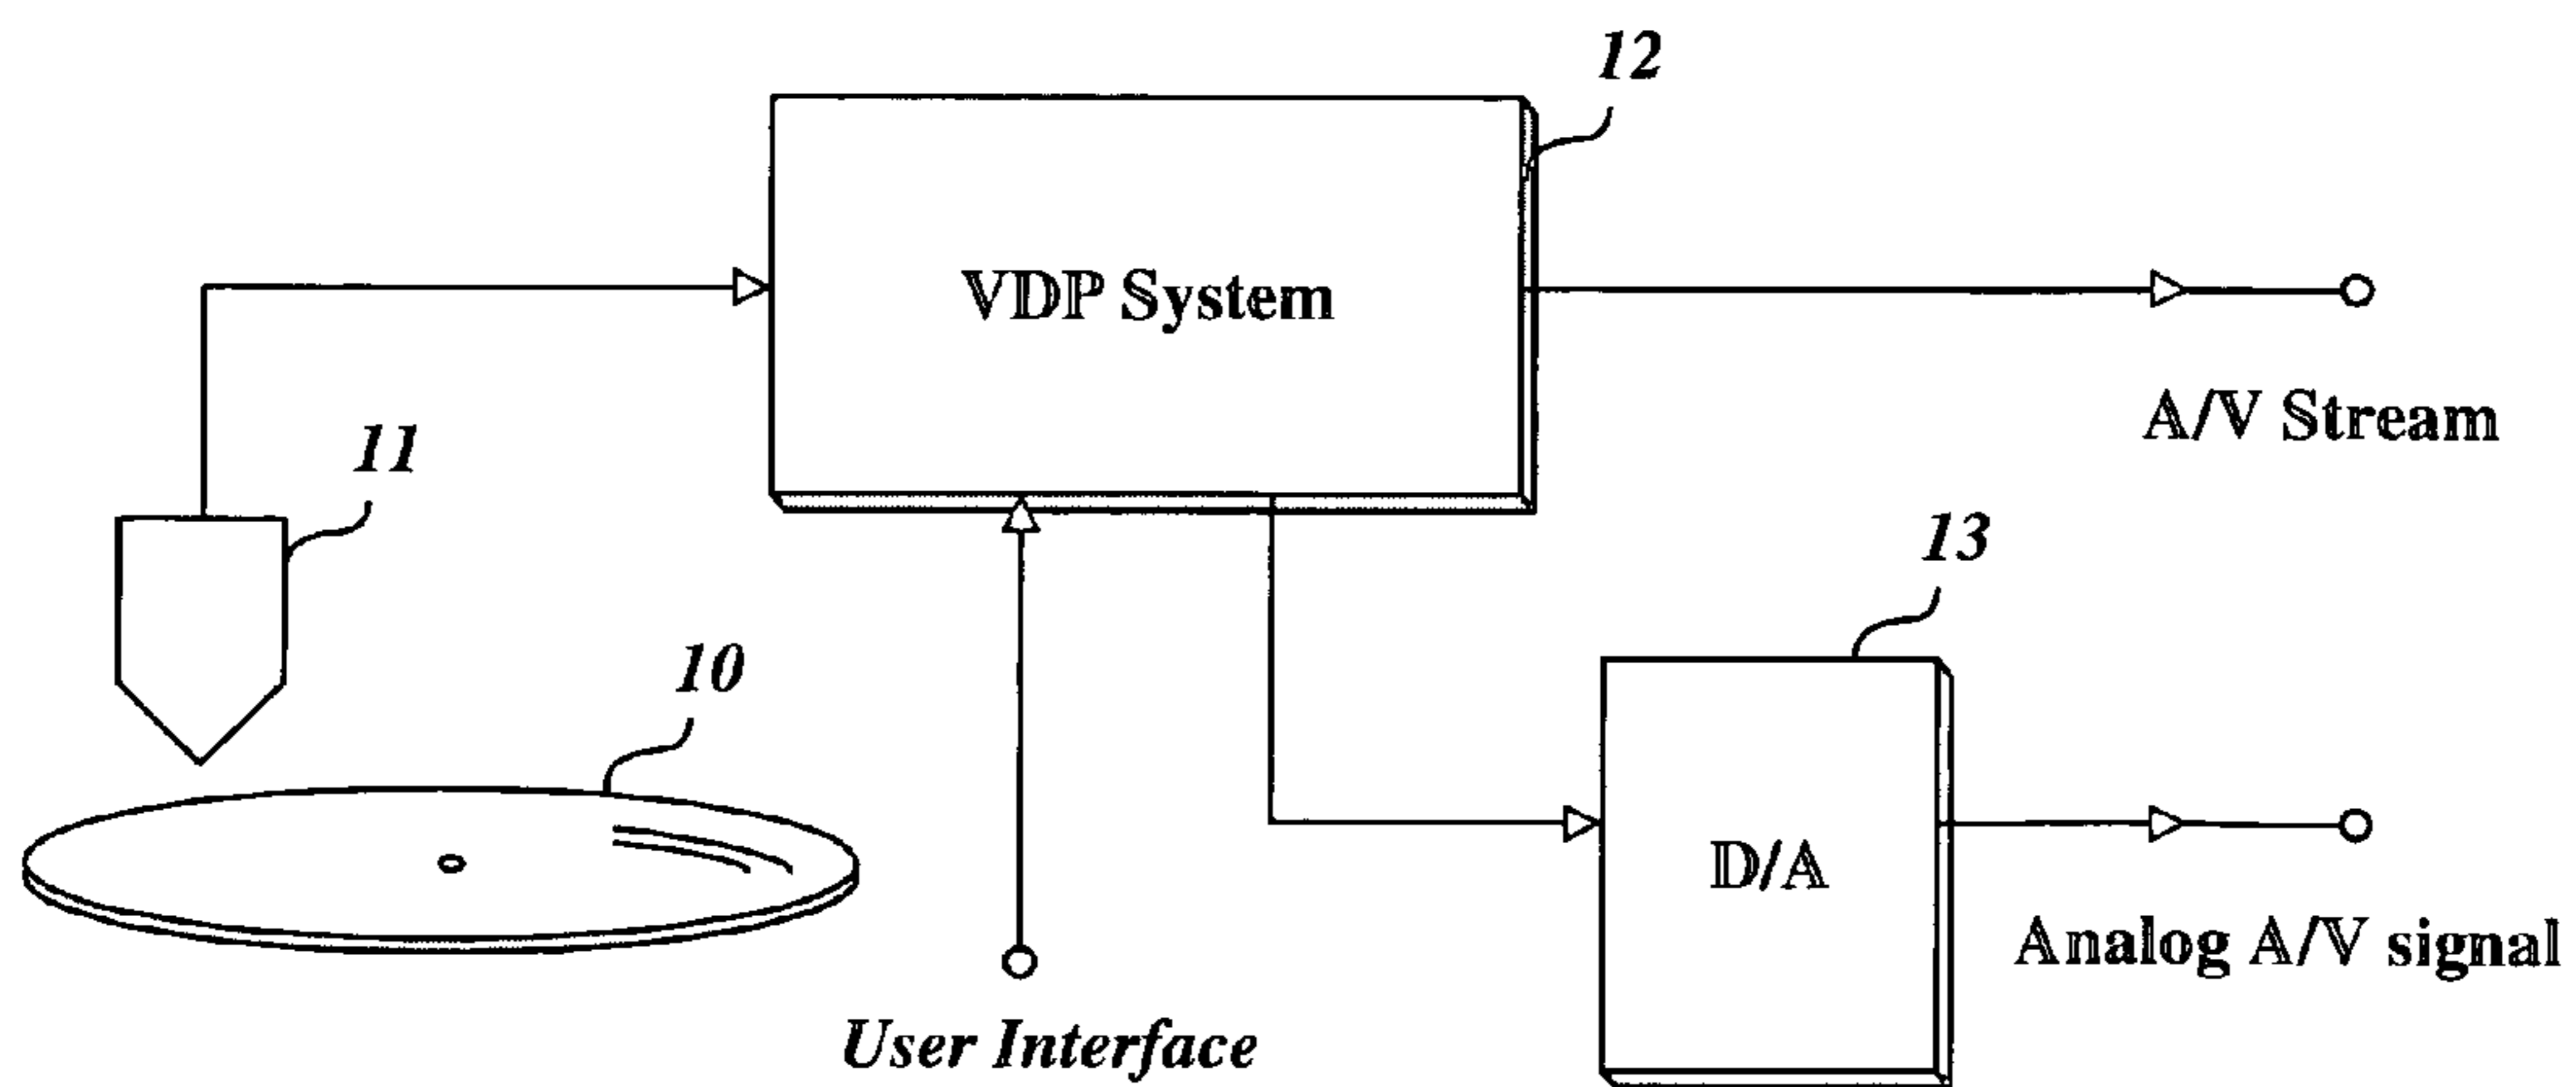 12
VDP System
A/V Stream
11
13
10
D/A
Analog A/V signal
User Interface